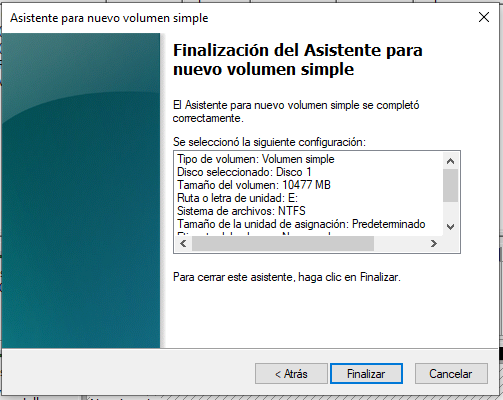 Asistente para nuevo volumen simple
Finalización del Asistente para
nuevo volumen simple
El Asistente para nuevo volumen simple se completó
correctamente.
Se seleccionó la siguiente configuración:
Tipo de volumen: Volumen simple
Disco seleccionado: Disco 1
Tamaño del volumen: 10477 MB
Ruta o letra de unidad: E:
Sistema de archivos: NTFS
Tamaño de la unidad de asignación: Predeterminado
Para cerrar este asistente, haga clic en Finalizar.
< Atrás
Finalizar
Cancelar